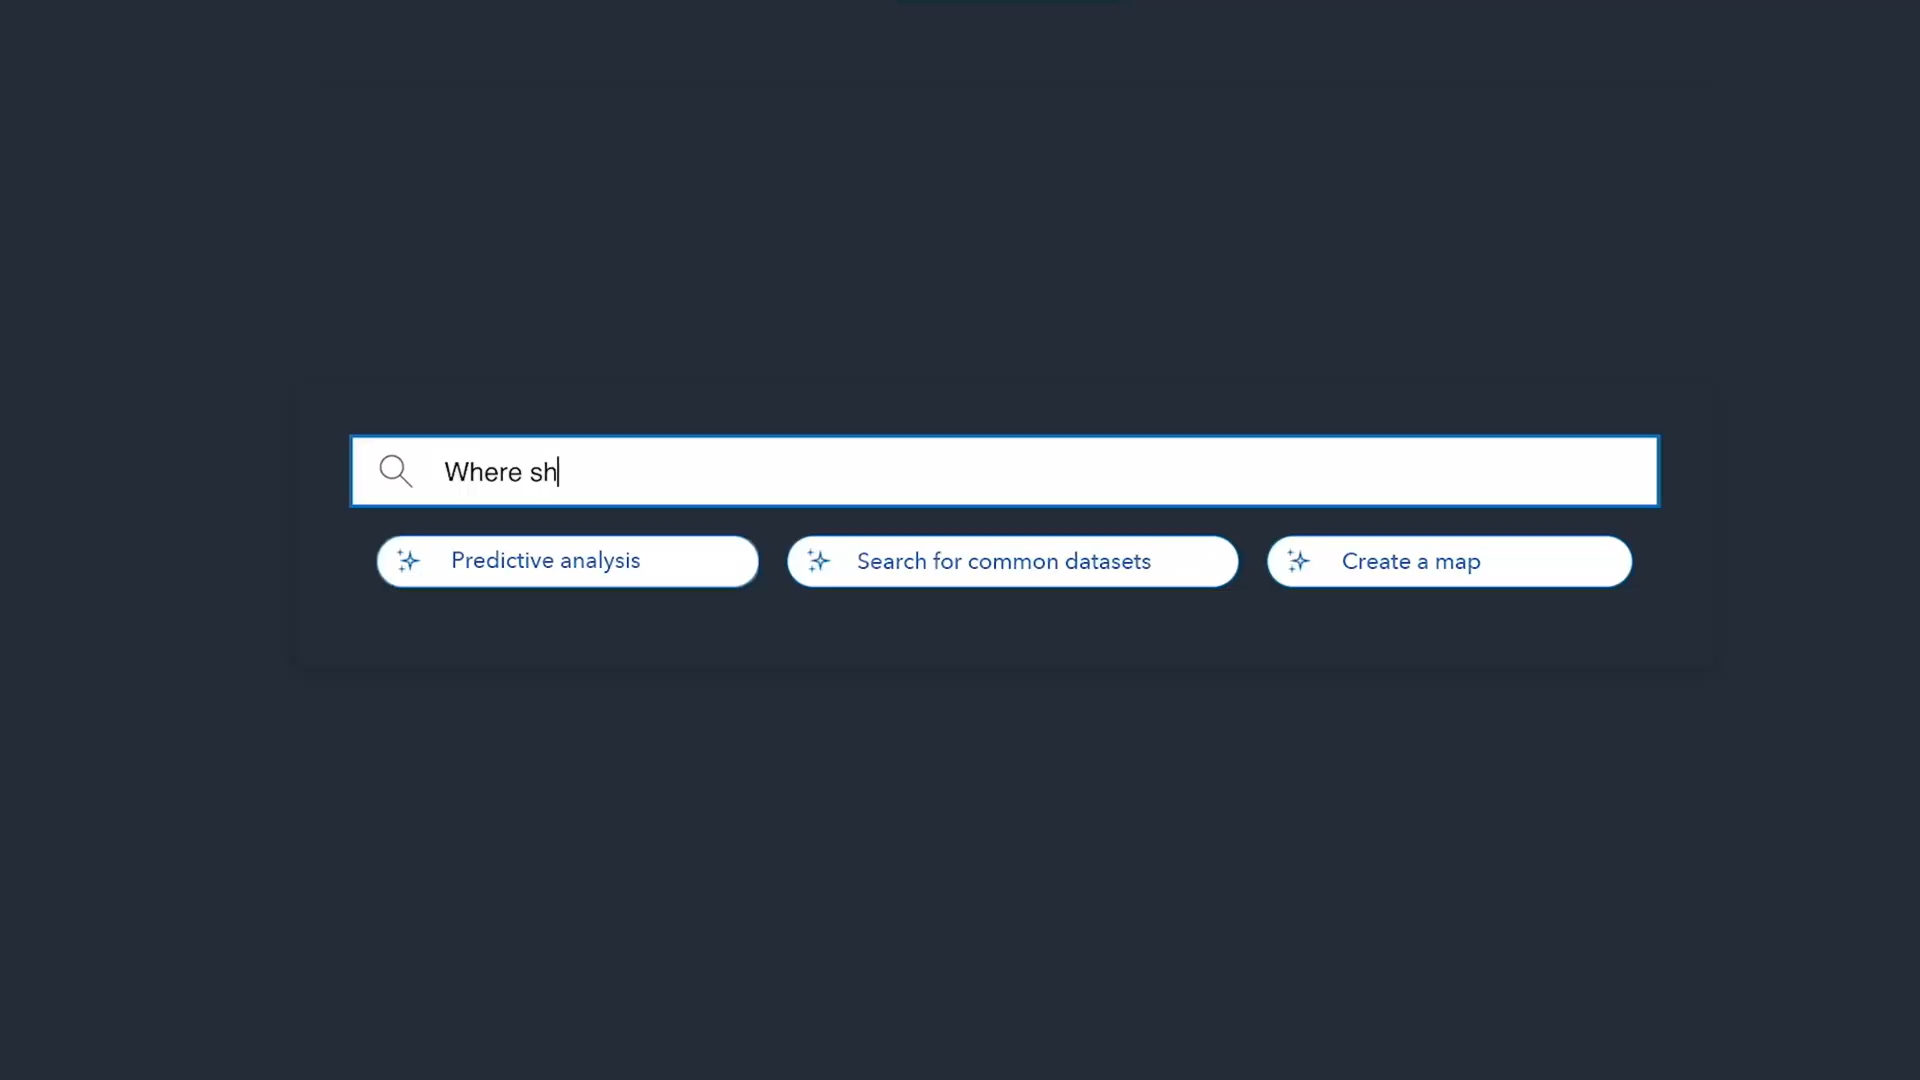 Where sh
Predictive analysis
Search for common datasets
Create a map